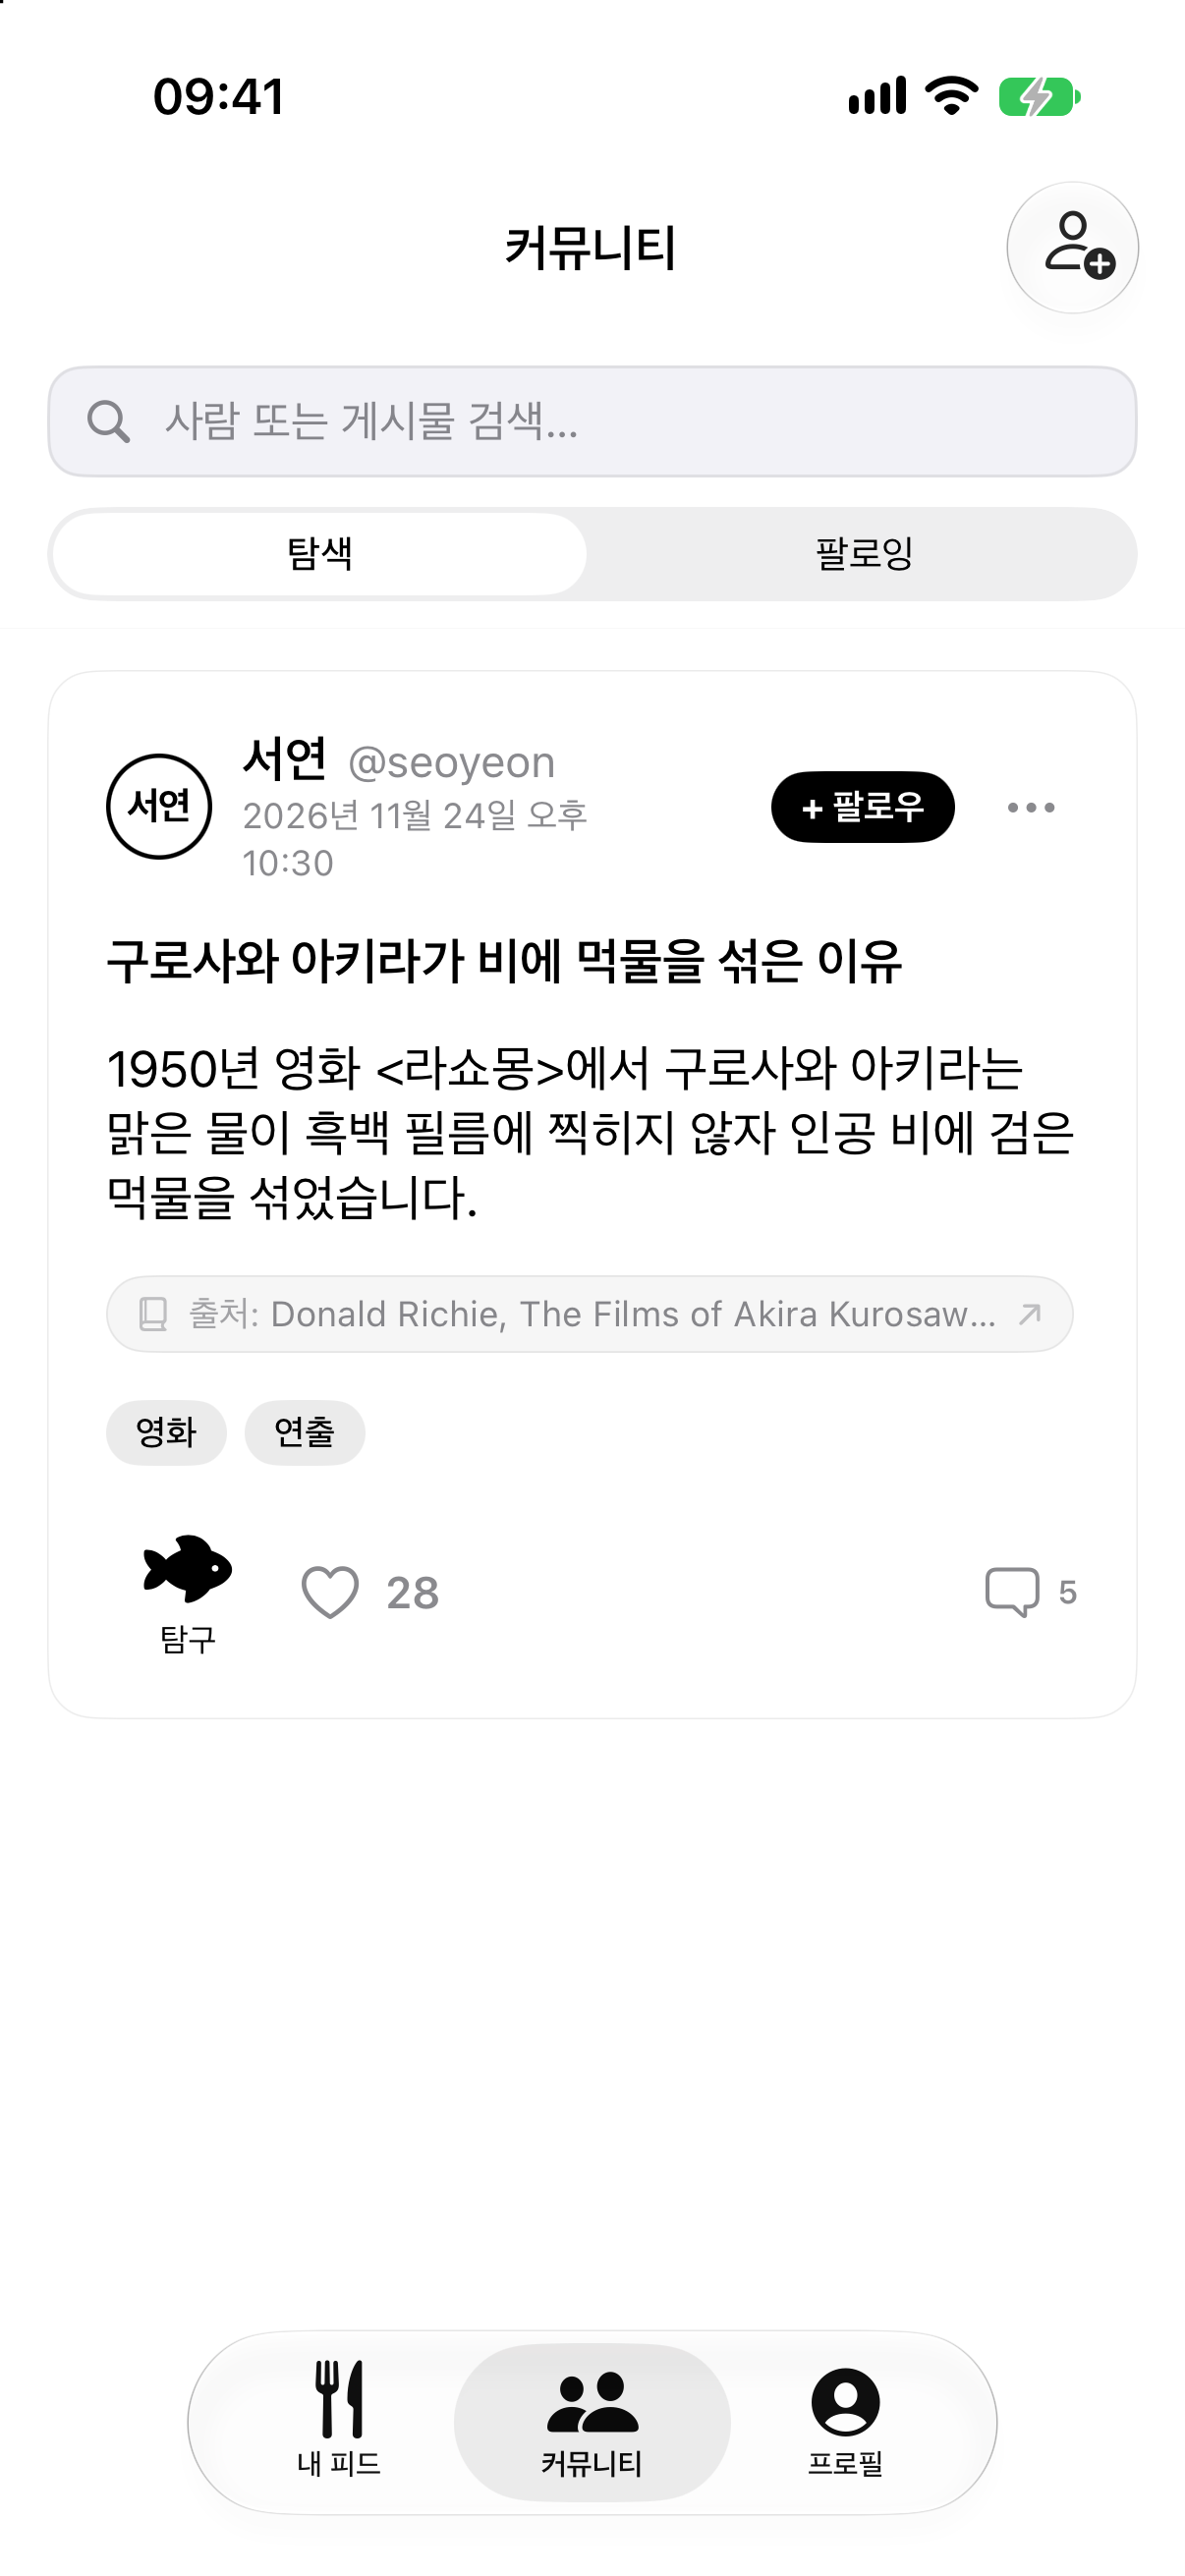 09:41
커뮤니티
사람 또는 게시물 검색...
탐색
팔로잉
서연
서연 @seoyeon
2026년 11월 24일 오후
10:30
+ 팔로우
구로사와 아키라가 비에 먹물을 섞은 이유
1950년 영화 <라쇼몽>에서 구로사와 아키라는
맑은 물이 흑백 필름에 찍히지 않자 인공 비에 검은
먹물을 섞었습니다.
출처: Donald Richie, The Films of Akira Kurosaw...
영화
연출
탐구
28
5
내 피드
커뮤니티
프로필